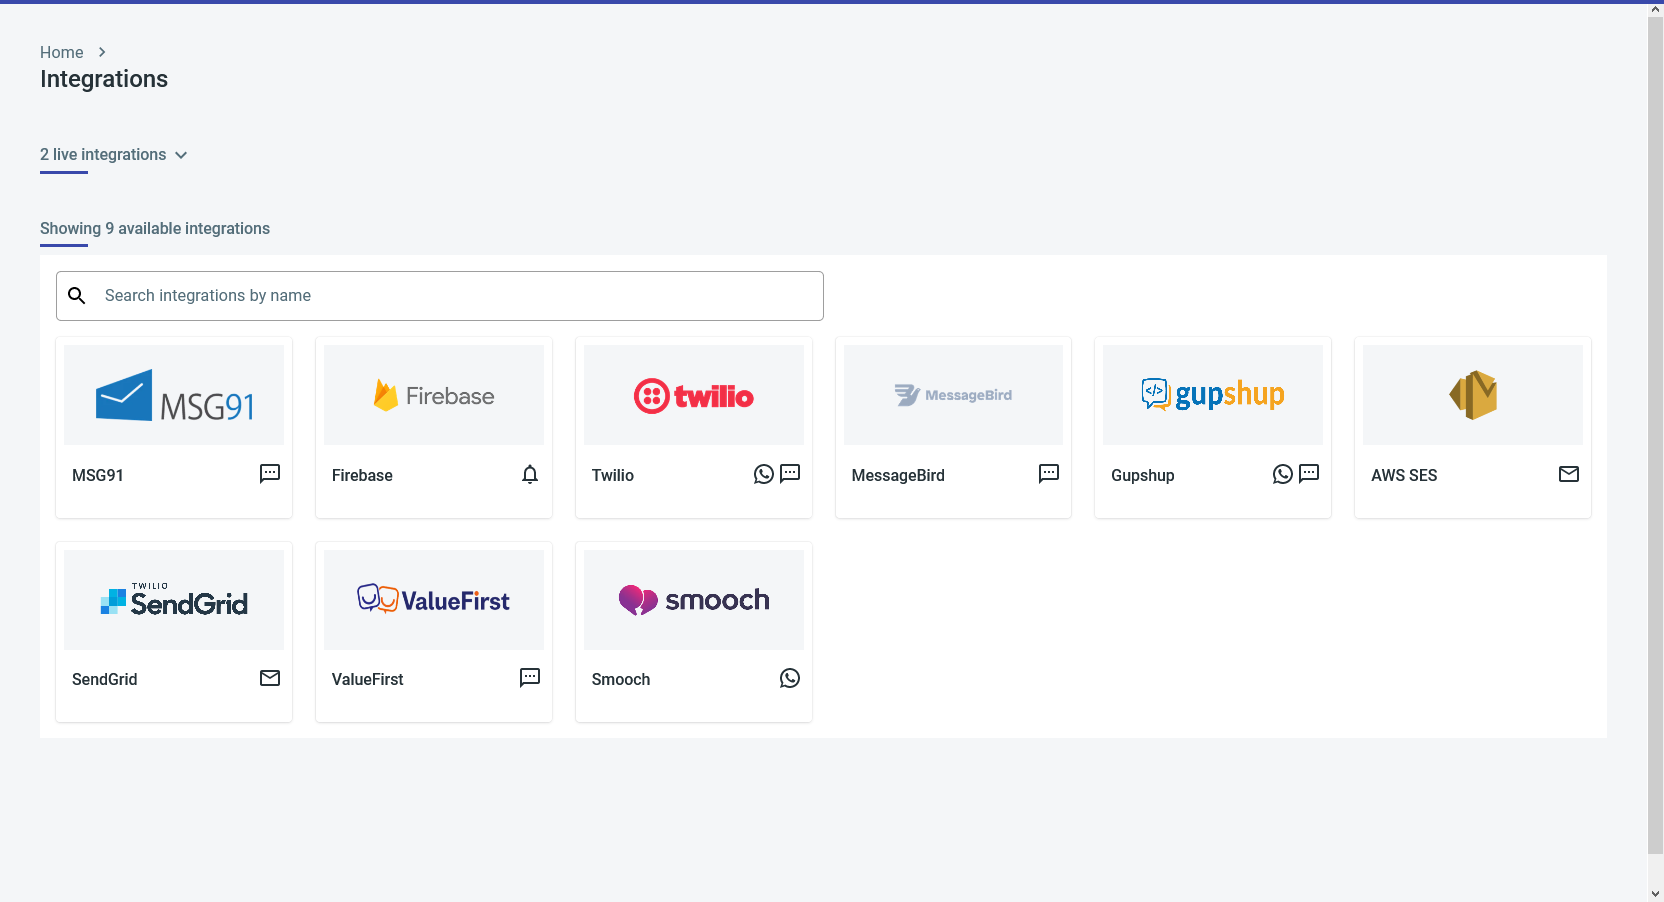 Home
Integrations
2 live integrations
Showing 9 available integrations
Search integrations by name
MSG91
Firebase
twilio
MessageBird
gupshup
MSG91
Firebase
Twilio
MessageBird
Gupshup
AWS SES
TWILIO
SendGrid
ValueFirst
smooch
SendGrid
ValueFirst
Smooch